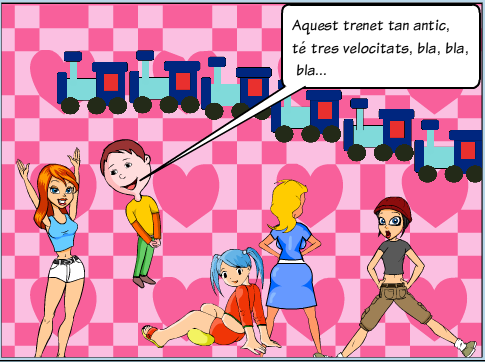 Aquest trenet tan antic,
té tres velocitats, bla, bla,
bla...